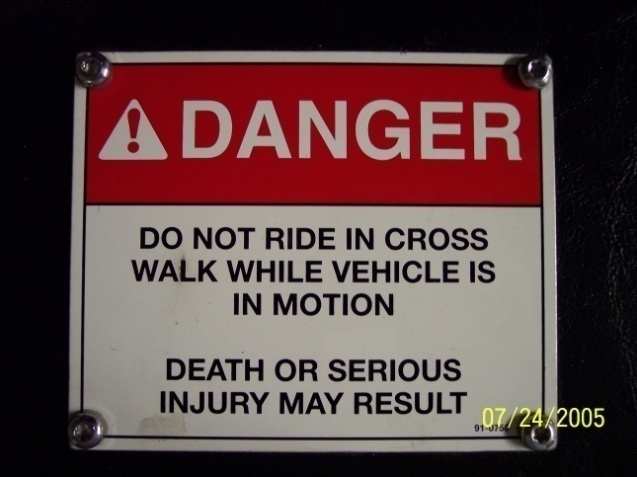 DANGER
DO NOT RIDE IN CROSS
WALK WHILE VEHICLE IS
IN MOTION
DEATH OR SERIOUS
INJURY MAY RESULT
07/24/2005